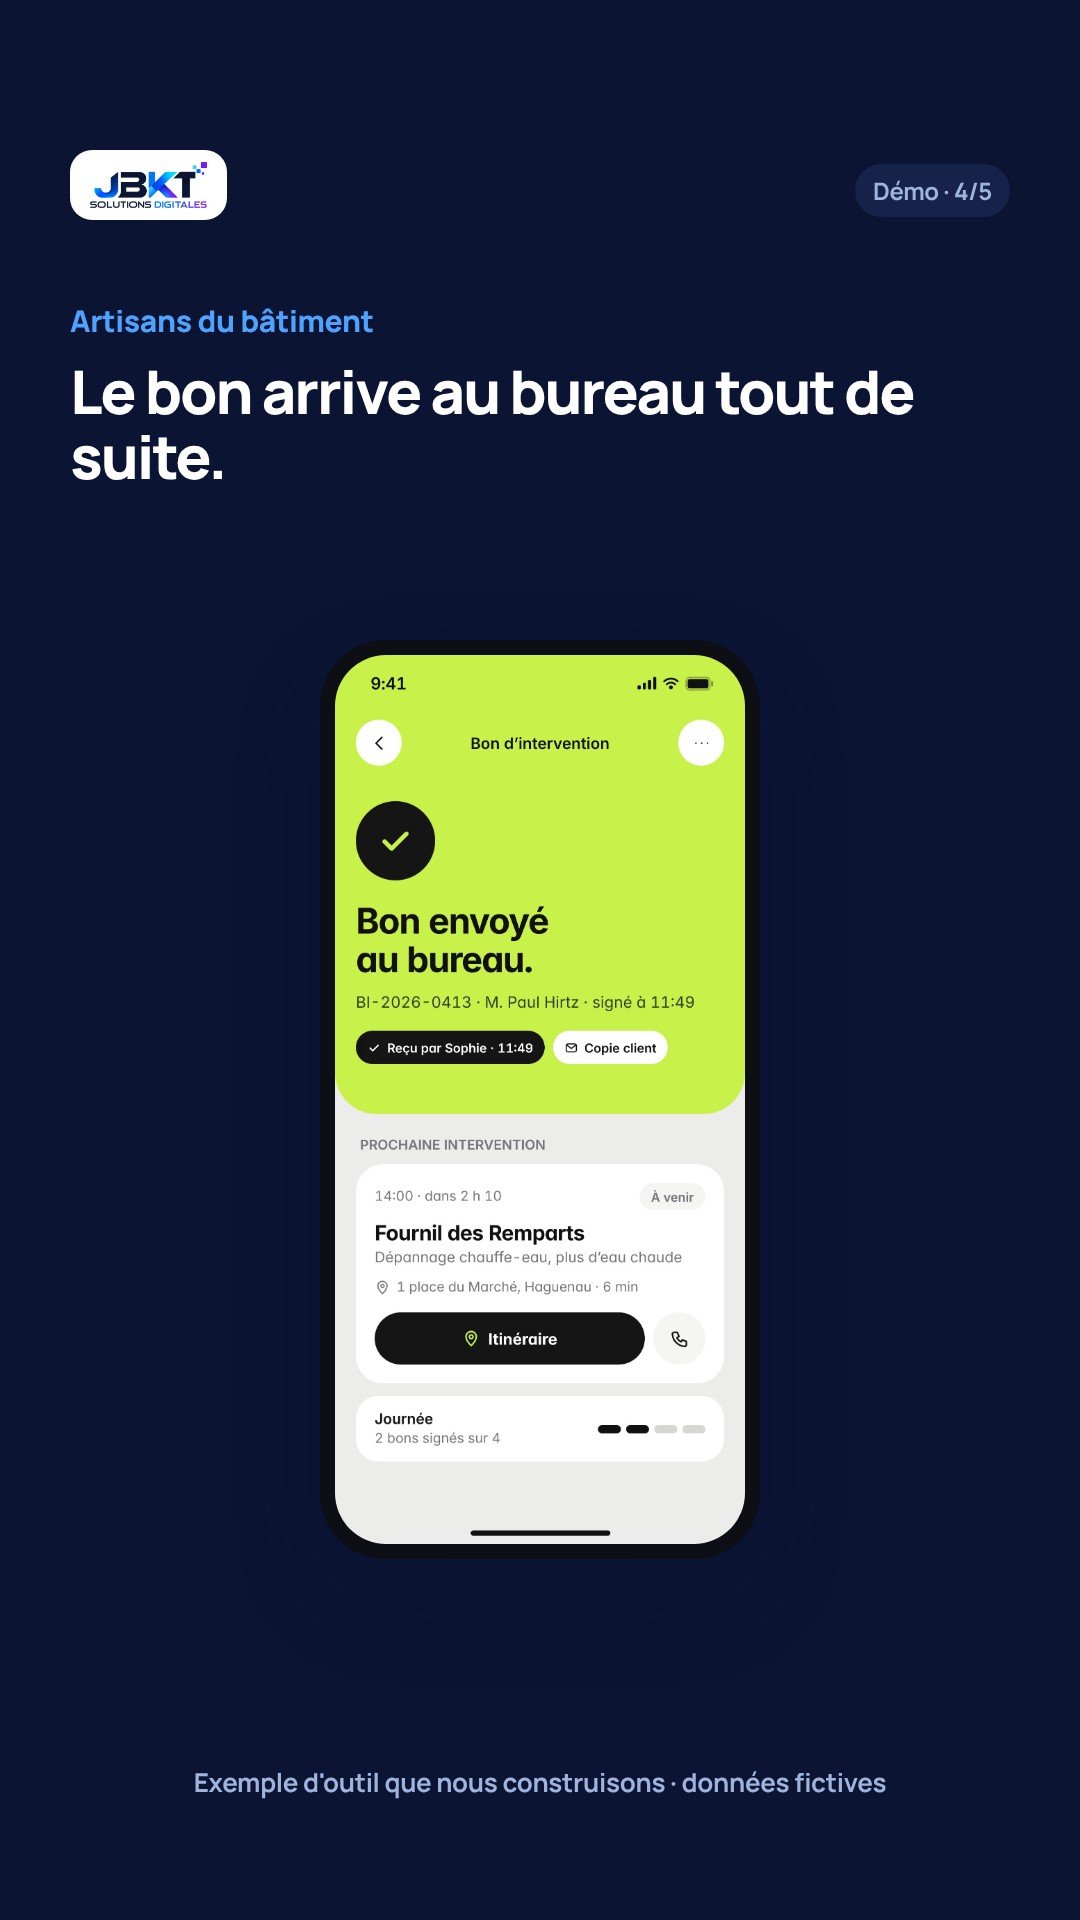 JBKT
SOLUTIONS DIGITALES
Démo · 4/5
Artisans du bâtiment
Le bon arrive au bureau tout de
suite.
9:41
Bon d’intervention
Bon envoyé
au bureau.
BI-2026-0413 · M. Paul Hirtz · signé à 11:49
Reçu par Sophie · 11:49
Copie client
PROCHAINE INTERVENTION
14:00 · dans 2 h 10
À venir
Fournil des Remparts
Dépannage chauffe-eau, plus d’eau chaude
1 place du Marché, Haguenau · 6 min
Itinéraire
Journée
2 bons signés sur 4
Exemple d'outil que nous construisons · données fictives